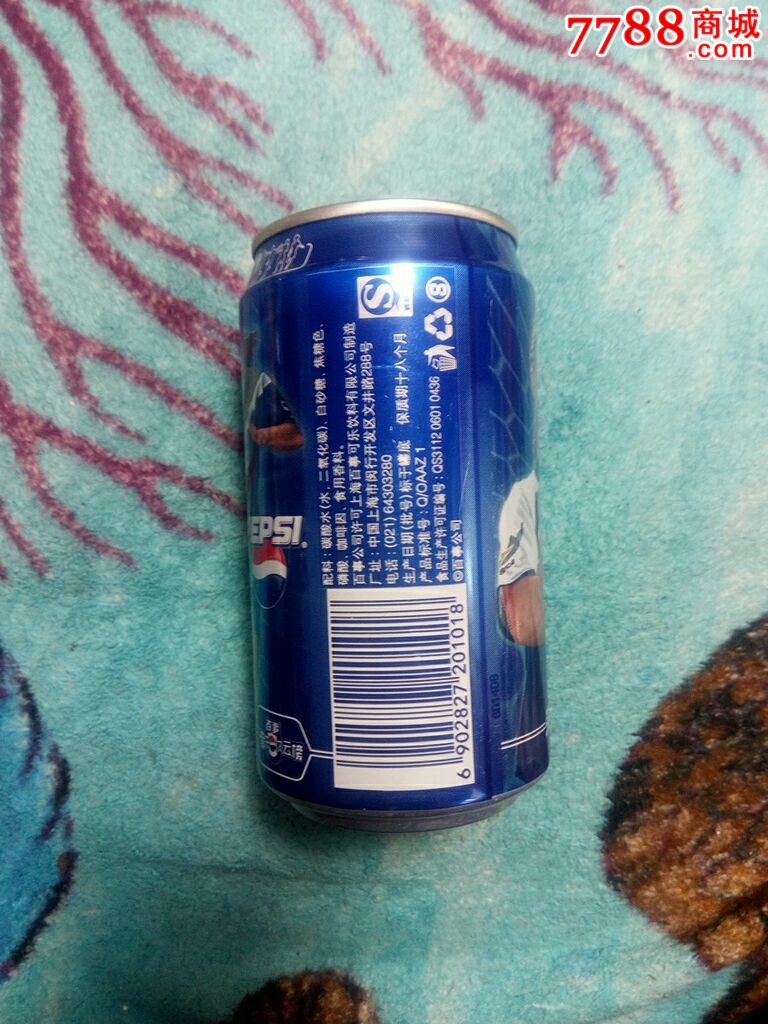 7788商城
.com
配料：碳酸水(水，二氧化碳)、白砂糖、焦糖色、
磷酸、咖啡因、食用香料。
百事公司许可上海百事可乐饮料有限公司制造
厂址：中国上海市闵行开发区文井路288号
电话：(021) 64303280
生产日期(批号)标于罐底 保质期十八个月
产品标准号：Q/OAAZ 1
食品生产许可证编号：QS3112 0601 0436
©百事公司
PEPSI
6 902827 201018